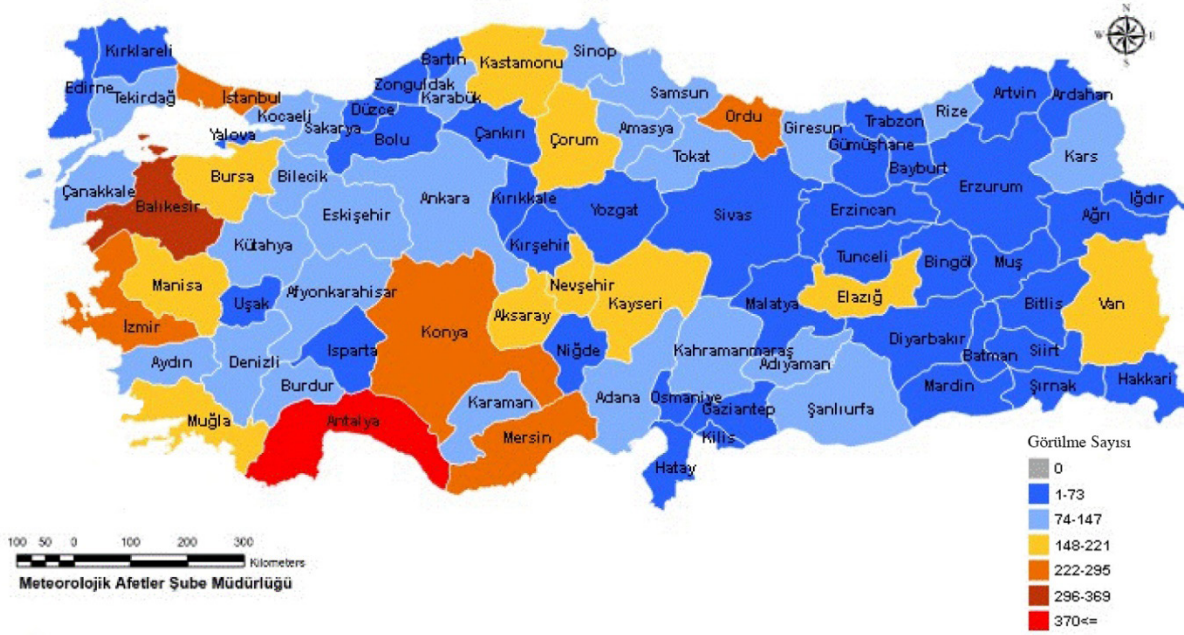 N
W E
S
Kırklareli
Edirne
Tekirdağ
İstanbul
Kocaeli
Yalova
Sakarya
Düzce
Bolu
Zonguldak
Bartın
Karabük
Kastamonu
Sinop
Çankırı
Çorum
Samsun
Amasya
Tokat
Ordu
Giresun
Trabzon
Gümüşhane
Bayburt
Rize
Artvin
Ardahan
Kars
Erzurum
Iğdır
Ağrı
Çanakkale
Balıkesir
Bursa
Bilecik
Eskişehir
Ankara
Kütahya
Kırıkkale
Kırşehir
Yozgat
Sivas
Erzincan
Tunceli
Bingöl
Muş
Bitlis
Van
Manisa
Uşak
Afyonkarahisar
İzmir
Aydın
Denizli
Isparta
Burdur
Muğla
Antalya
Konya
Aksaray
Nevşehir
Kayseri
Niğde
Karaman
Mersin
Adana
Kahramanmaraş
Malatya
Elazığ
Adıyaman
Diyarbakır
Batman
Siirt
Mardin
Şırnak
Hakkari
Şanlıurfa
Osmaniye
Gaziantep
Kilis
Hatay
Görülme Sayısı
0
1-73
74-147
148-221
222-295
296-369
370<=
100 50 0 100 200 300
Kilometers
Meteorolojik Afetler Şube Müdürlüğü